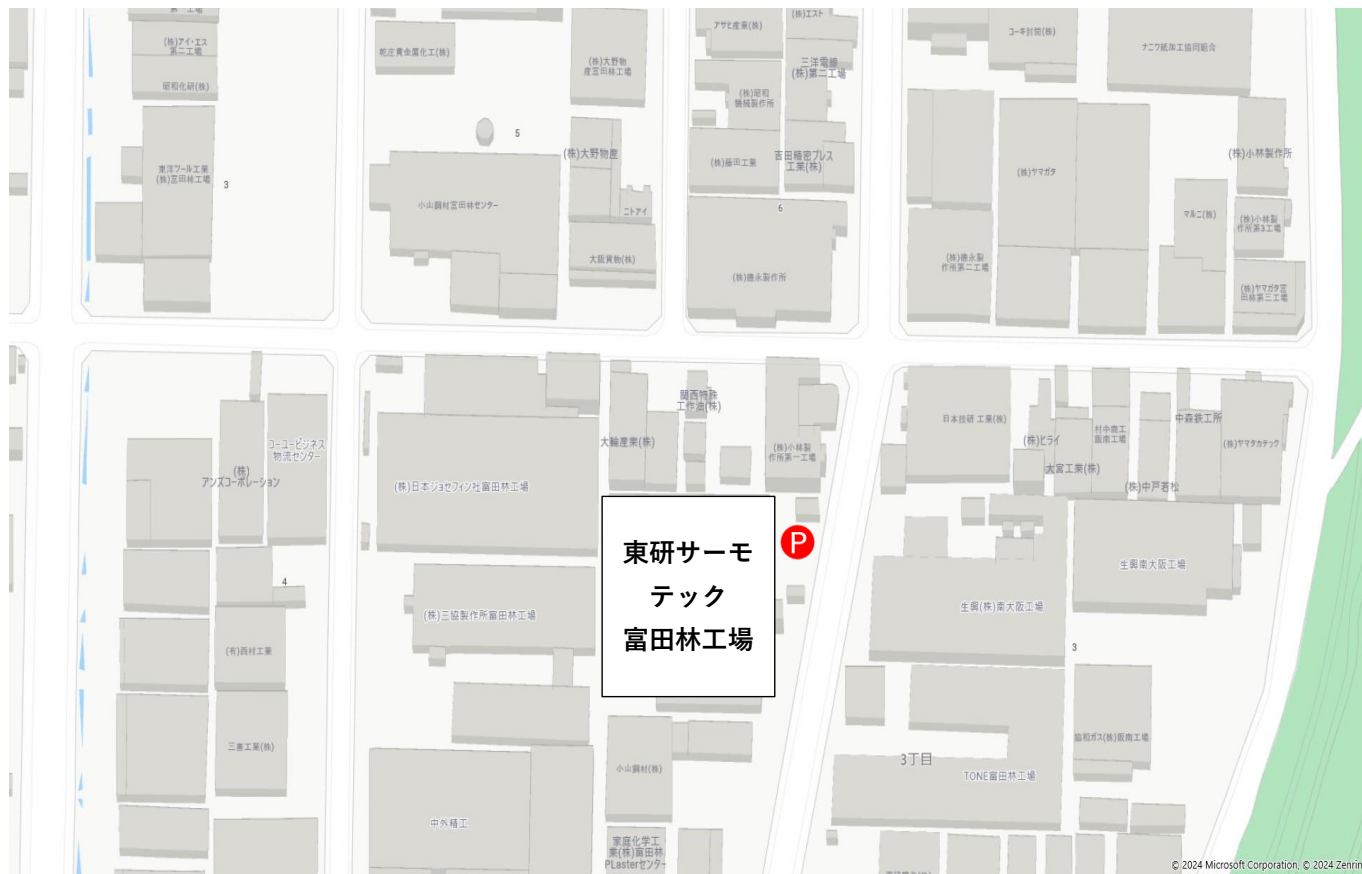 (株)アイ・エス
第二工場
昭和化研(株)
東洋ツール工業
(株)富田林工場
3
乾庄貴金属化工(株)
(株)大野物
産富田林工場
5
(株)大野物産
小山鋼材富田林センター
ニトアイ
大阪貨物(株)
アサヒ産業(株)
(株)エスト
三洋電線
(株)第二工場
(株)昭和
機械製作所
(株)藤田工業
吉田精密プレス
工業(株)
6
(株)徳永製作所
コーキ封筒(株)
ナニワ紙加工協同組合
(株)小林製作所
(株)ヤマガタ
マルニ(株)
(株)小林製
作所第3工場
(株)徳永製
作所第二工場
(株)ヤマガタ富
田林第三工場
コーユービジネス
物流センター
(株)
アンズコーポレーション
4
(有)西村工業
三喜工業(株)
(株)日本ジョセフィン社富田林工場
(株)三協製作所富田林工場
中外精工
関西特殊
工作油(株)
大輪産業(株)
(株)小林製
作所第一工場
東研サーモ
テック
富田林工場
P
小山鋼材(株)
家庭化学工
業(株)富田林
PLasterセンター
日本技研 工業(株)
(株)ヒライ
村中商工
阪南工場
大宮工業(株)
中森鉄工所
(株)ヤマタカテック
(株)中戸若松
生興南大阪工場
生興(株)南大阪工場
3
協和ガス(株)阪南工場
3丁目
TONE富田林工場
© 2024 Microsoft Corporation, © 2024 Zenrin